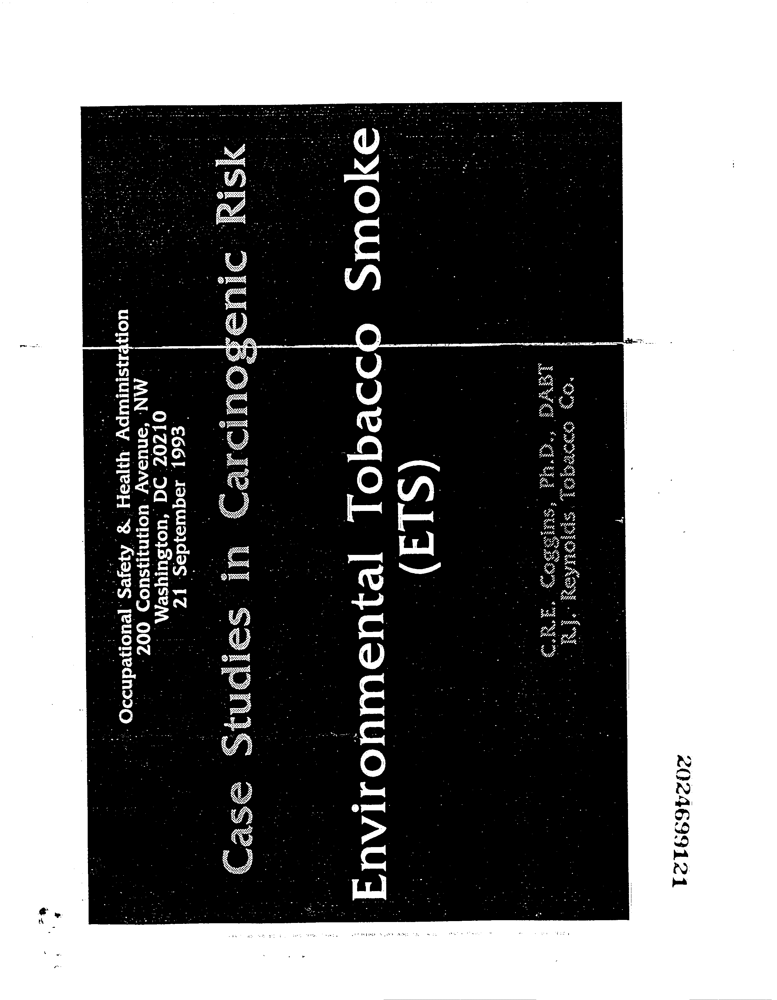 Occupational Safety & Health Administration
200 Constitution Avenue, NW
Washington, DC 20210
21 September 1993
Case Studies in Carcinogenic Risk
Environmental Tobacco Smoke
(ETS)
C.R.E. Coggins, Ph.D., DABT
R.J. Reynolds Tobacco Co.
2024699121